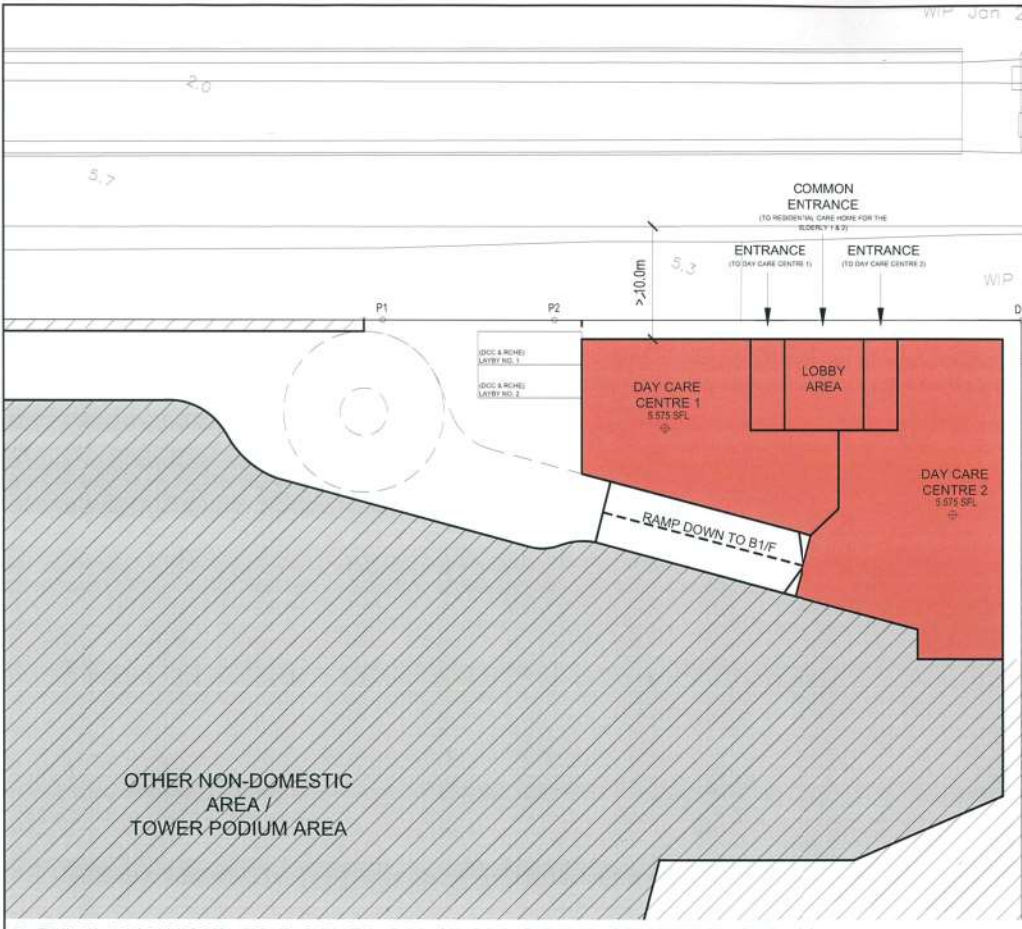 WIP Jan 2
2.0
5.7
COMMON
ENTRANCE
(TO RESIDENTIAL CARE HOME FOR THE
ELDERLY 1 & 2)
ENTRANCE
(TO DAY CARE CENTRE 1)
ENTRANCE
(TO DAY CARE CENTRE 2)
5.3
WIP
>10.0m
P1
P2
D
(DCC & RCHE)
LAYBY NO. 1
(DCC & RCHE)
LAYBY NO. 2
DAY CARE
CENTRE 1
5.575 SFL
LOBBY
AREA
DAY CARE
CENTRE 2
5.575 SFL
RAMP DOWN TO B1/F
OTHER NON-DOMESTIC
AREA /
TOWER PODIUM AREA